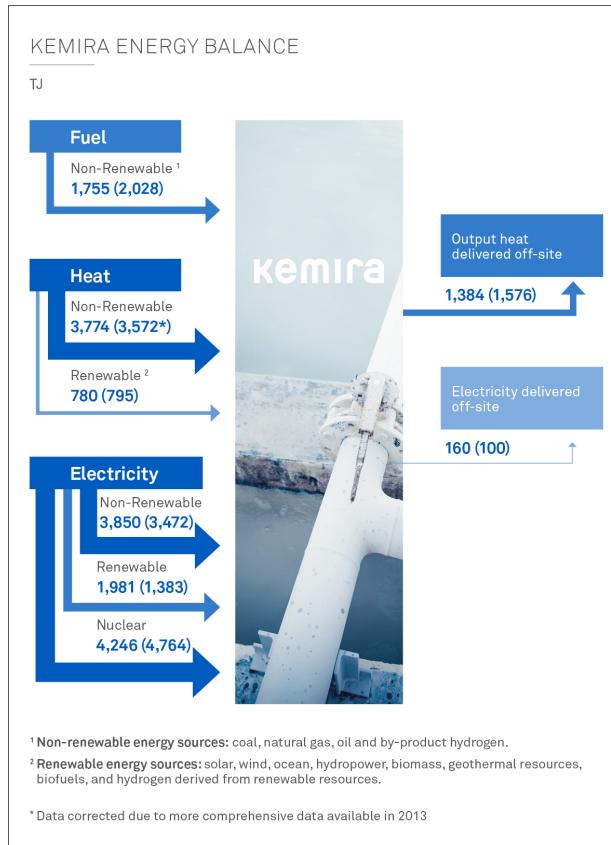 KEMIRA ENERGY BALANCE
TJ
Fuel
Non-Renewable ¹
1,755 (2,028)
Heat
Non-Renewable
3,774 (3,572*)
Renewable ²
780 (795)
Electricity
Non-Renewable
3,850 (3,472)
Renewable
1,981 (1,383)
Nuclear
4,246 (4,764)
kemira
Output heat
delivered off-site
1,384 (1,576)
Electricity delivered
off-site
160 (100)
¹ Non-renewable energy sources: coal, natural gas, oil and by-product hydrogen.
² Renewable energy sources: solar, wind, ocean, hydropower, biomass, geothermal resources,
biofuels, and hydrogen derived from renewable resources.
* Data corrected due to more comprehensive data available in 2013